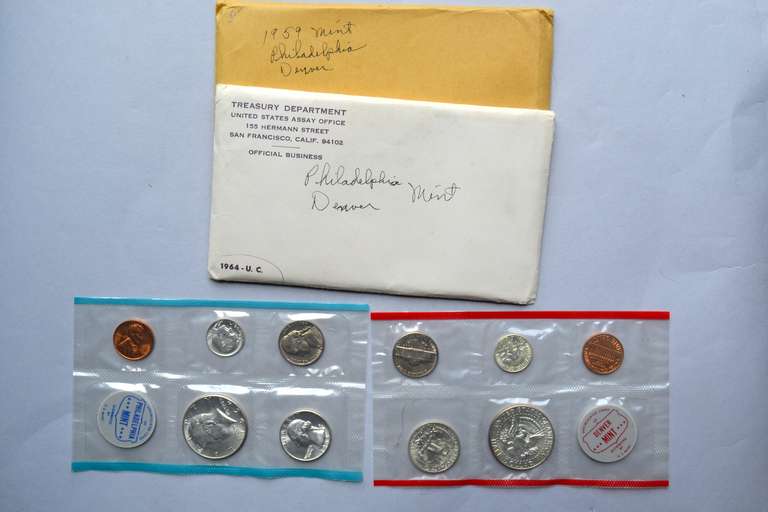 1959 Mint
Philadelphia
Denver
TREASURY DEPARTMENT
UNITED STATES ASSAY OFFICE
155 HERMANN STREET
SAN FRANCISCO, CALIF. 94102
OFFICIAL BUSINESS
Philadelphia Mint
Denver
1964 - U. C.
PHILADELPHIA
MINT
DENVER
MINT